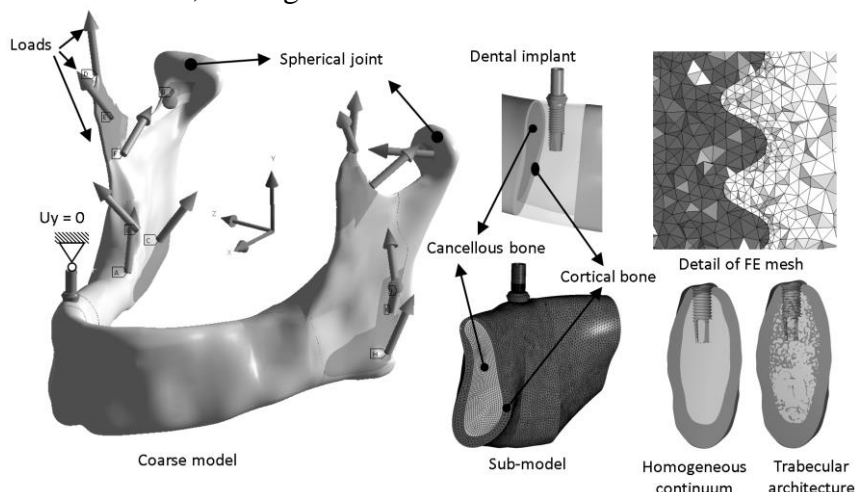 Loads
Spherical joint
Dental implant
Uy = 0
Y
Z
X
D
E
F
C
A
H
Cancellous bone
Cortical bone
Detail of FE mesh
Coarse model
Sub-model
Homogeneous
continuum
Trabecular
architecture